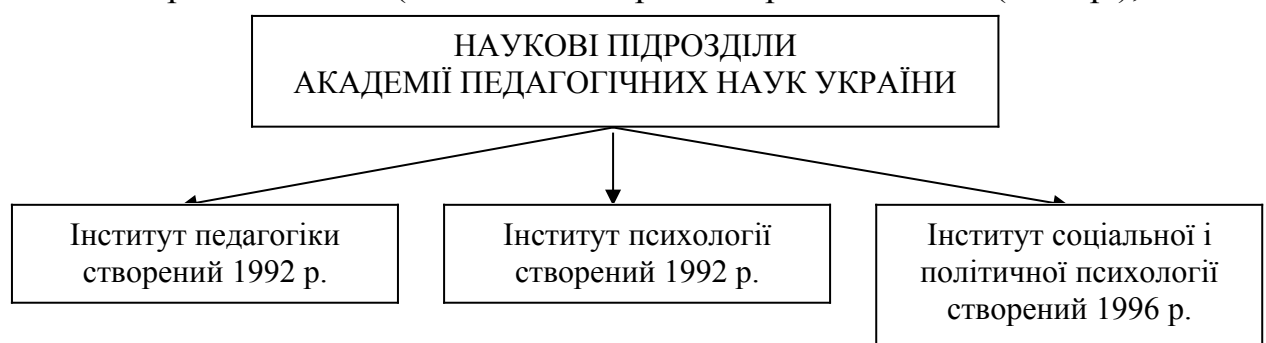 НАУКОВІ ПІДРОЗДІЛИ
АКАДЕМІЇ ПЕДАГОГІЧНИХ НАУК УКРАЇНИ
Інститут педагогіки
створений 1992 р.
Інститут психології
створений 1992 р.
Інститут соціальної і
політичної психології
створений 1996 р.